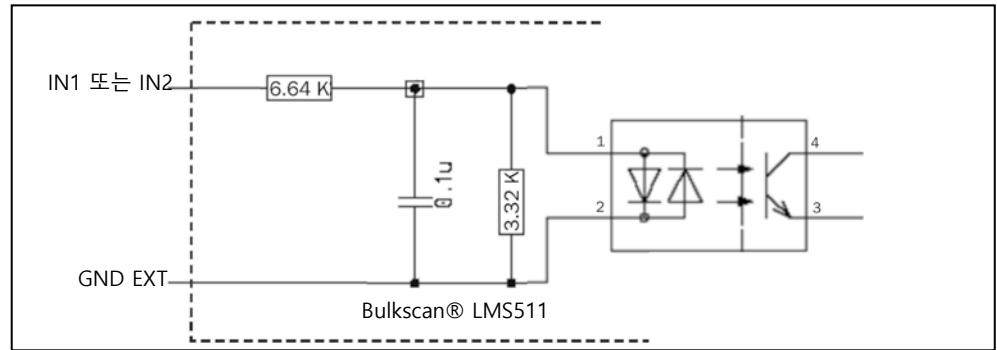 IN1 또는 IN2
6.64 K
0.1u
3.32 K
1
2
4
3
GND EXT
Bulkscan® LMS511